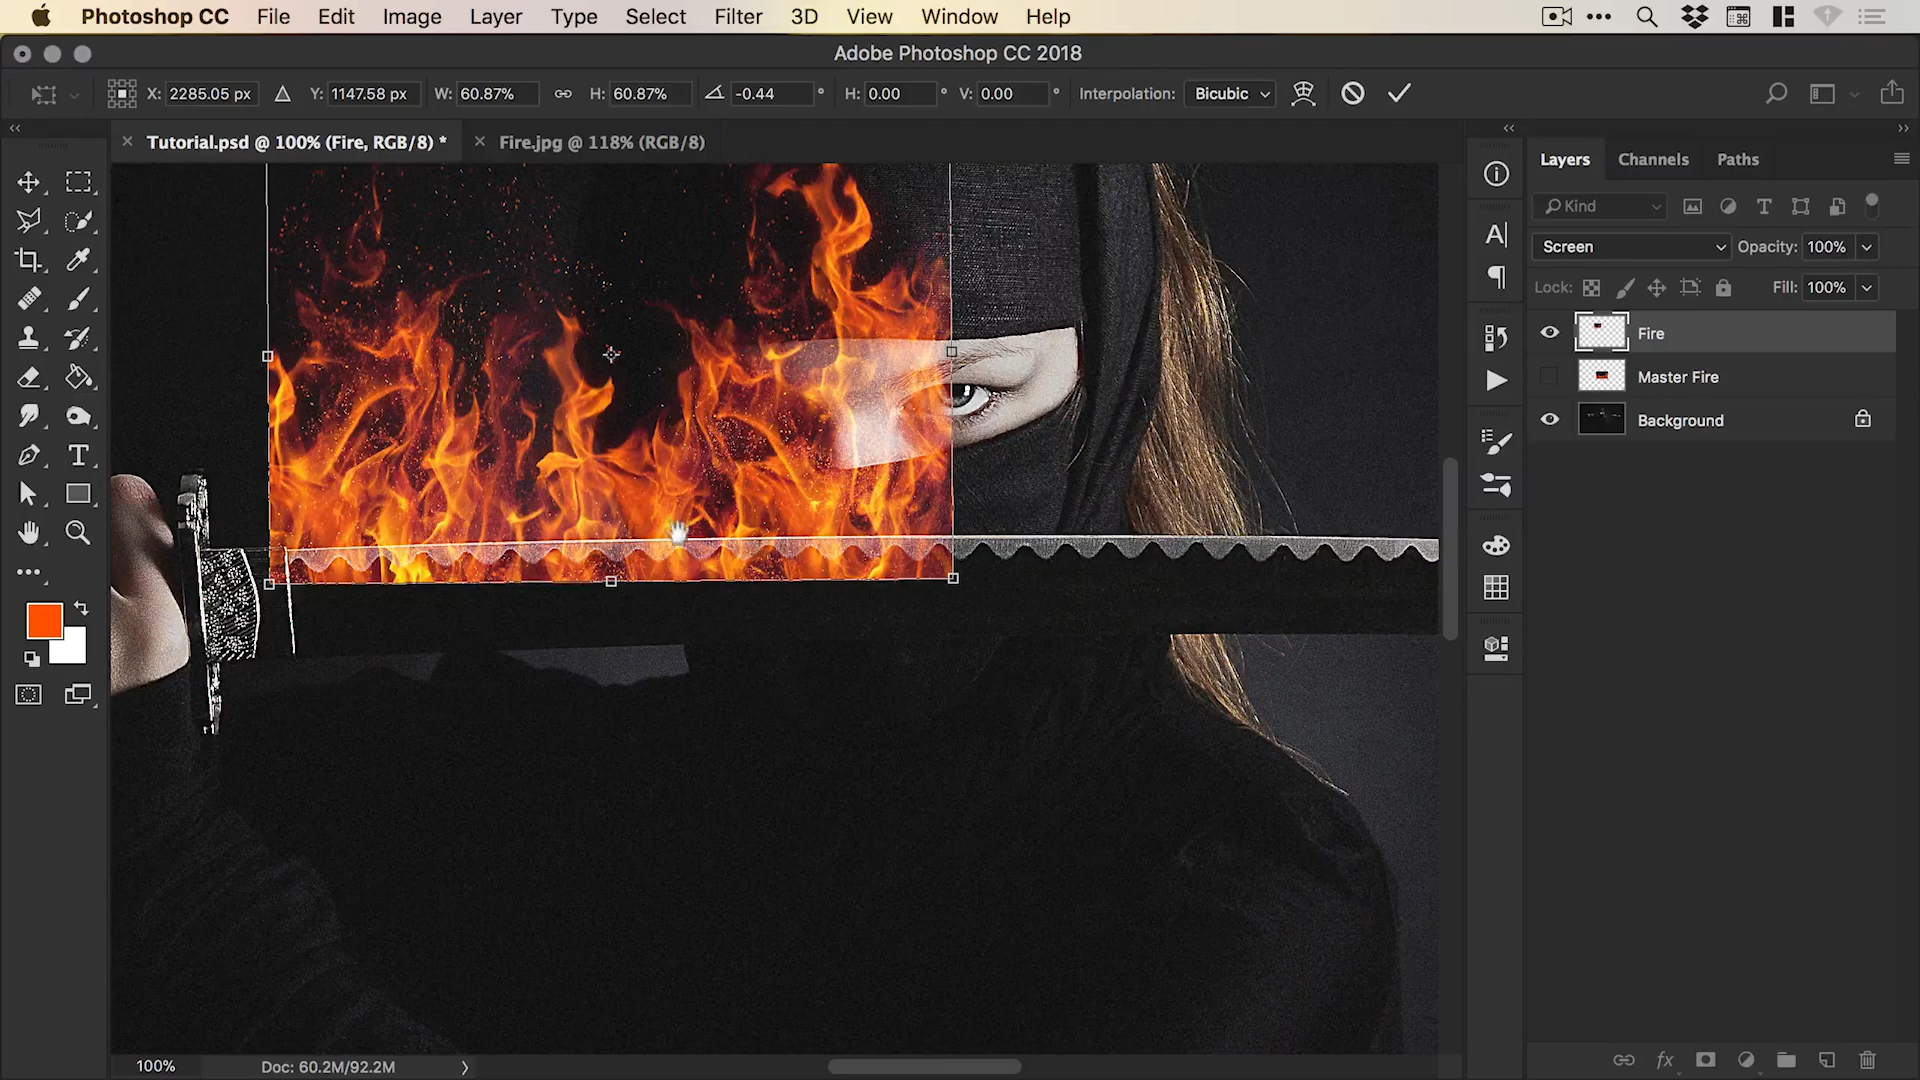 Photoshop CC File Edit Image Layer Type Select Filter 3D View Window Help
Adobe Photoshop CC 2018
X: 2285.05 px Y: 1147.58 px W: 60.87% H: 60.87% -0.44 ° H: 0.00 ° V: 0.00 ° Interpolation: Bicubic
Tutorial.psd @ 100% (Fire, RGB/8) * Fire.jpg @ 118% (RGB/8)
Layers Channels Paths
Kind
Screen Opacity: 100%
Lock: Fill: 100%
Fire
Master Fire
Background
100% Doc: 60.2M/92.2M